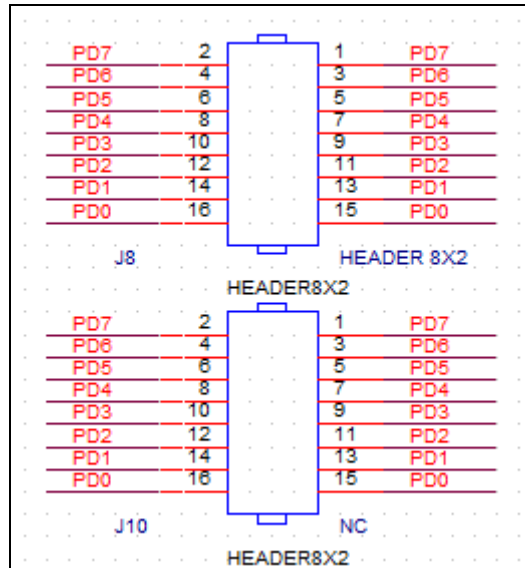 PD7 2 1 PD7
PD6 4 3 PD6
PD5 6 5 PD5
PD4 8 7 PD4
PD3 10 9 PD3
PD2 12 11 PD2
PD1 14 13 PD1
PD0 16 15 PD0
J8 HEADER 8X2
HEADER8X2
PD7 2 1 PD7
PD6 4 3 PD6
PD5 6 5 PD5
PD4 8 7 PD4
PD3 10 9 PD3
PD2 12 11 PD2
PD1 14 13 PD1
PD0 16 15 PD0
J10 NC
HEADER8X2